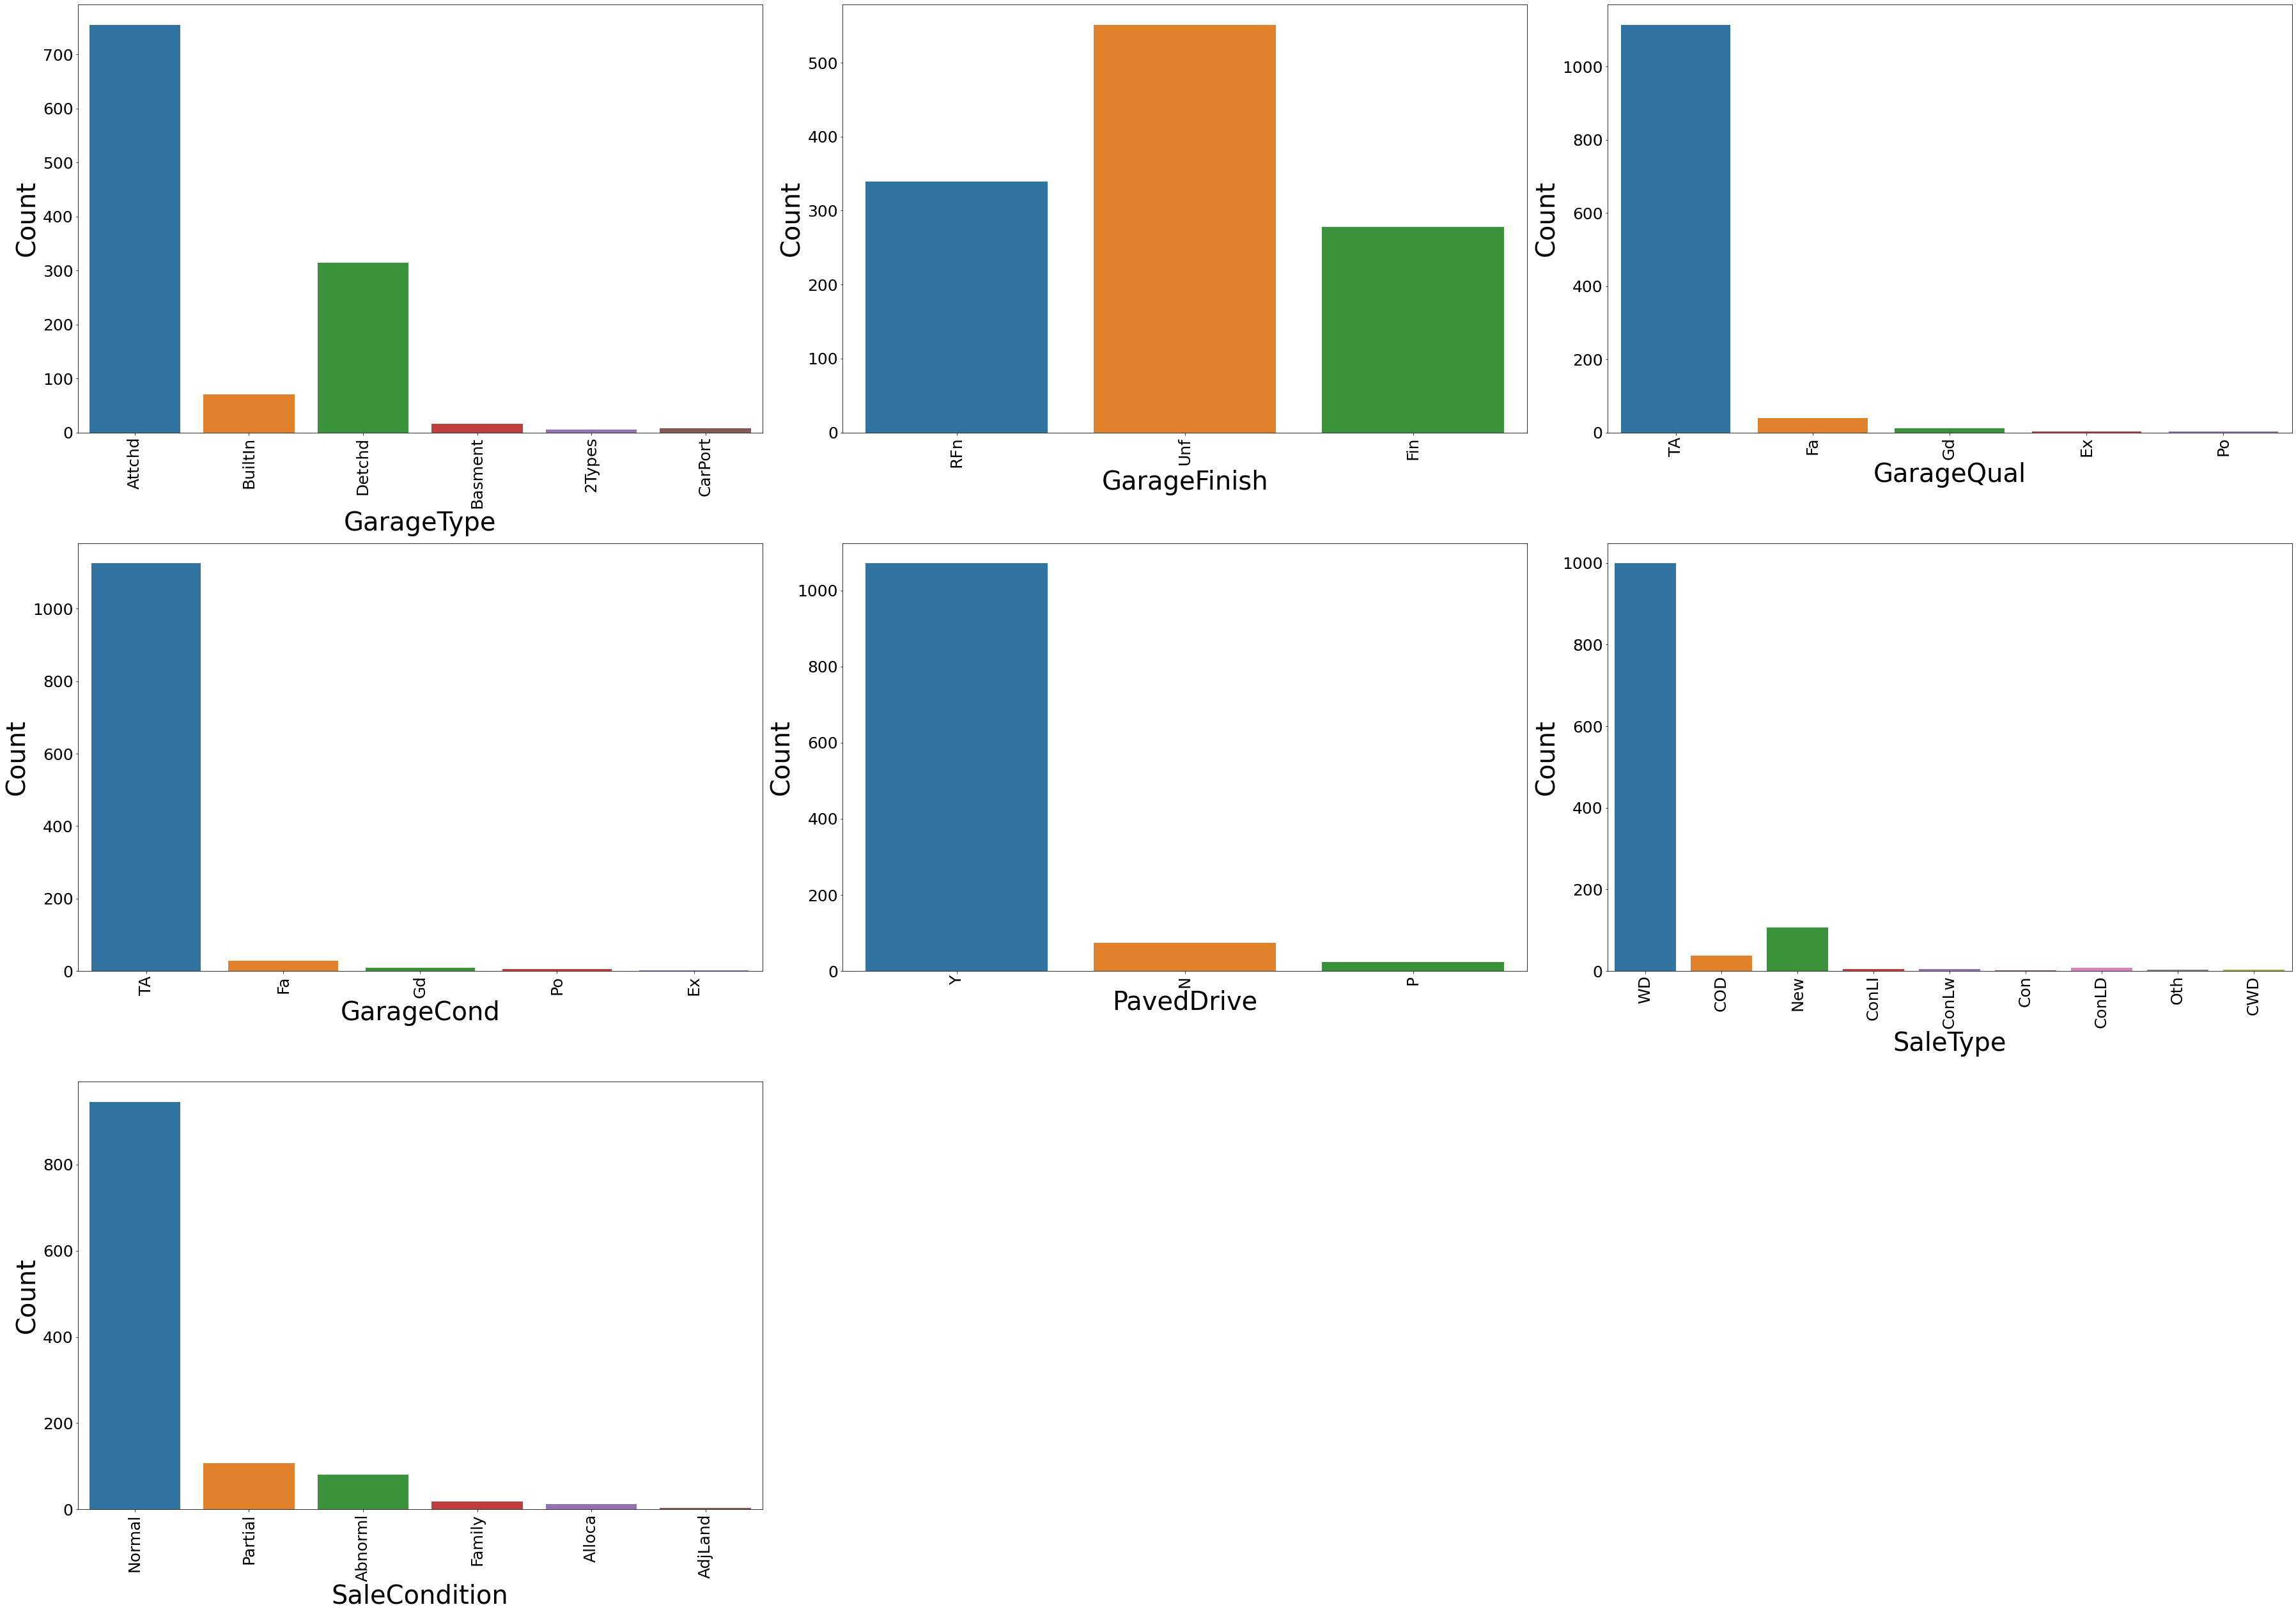 Count
700
600
500
400
300
200
100
0
Attchd
BuiltIn
Detchd
Basment
2Types
CarPort
GarageType
Count
500
400
300
200
100
0
RFn
Unf
Fin
GarageFinish
Count
1000
800
600
400
200
0
TA
Fa
Gd
Ex
Po
GarageQual
Count
1000
800
600
400
200
0
TA
Fa
Gd
Po
Ex
GarageCond
Count
1000
800
600
400
200
0
Y
N
P
PavedDrive
Count
1000
800
600
400
200
0
WD
COD
New
ConLI
ConLw
Con
ConLD
Oth
CWD
SaleType
Count
800
600
400
200
0
Normal
Partial
Abnorml
Family
Alloca
AdjLand
SaleCondition